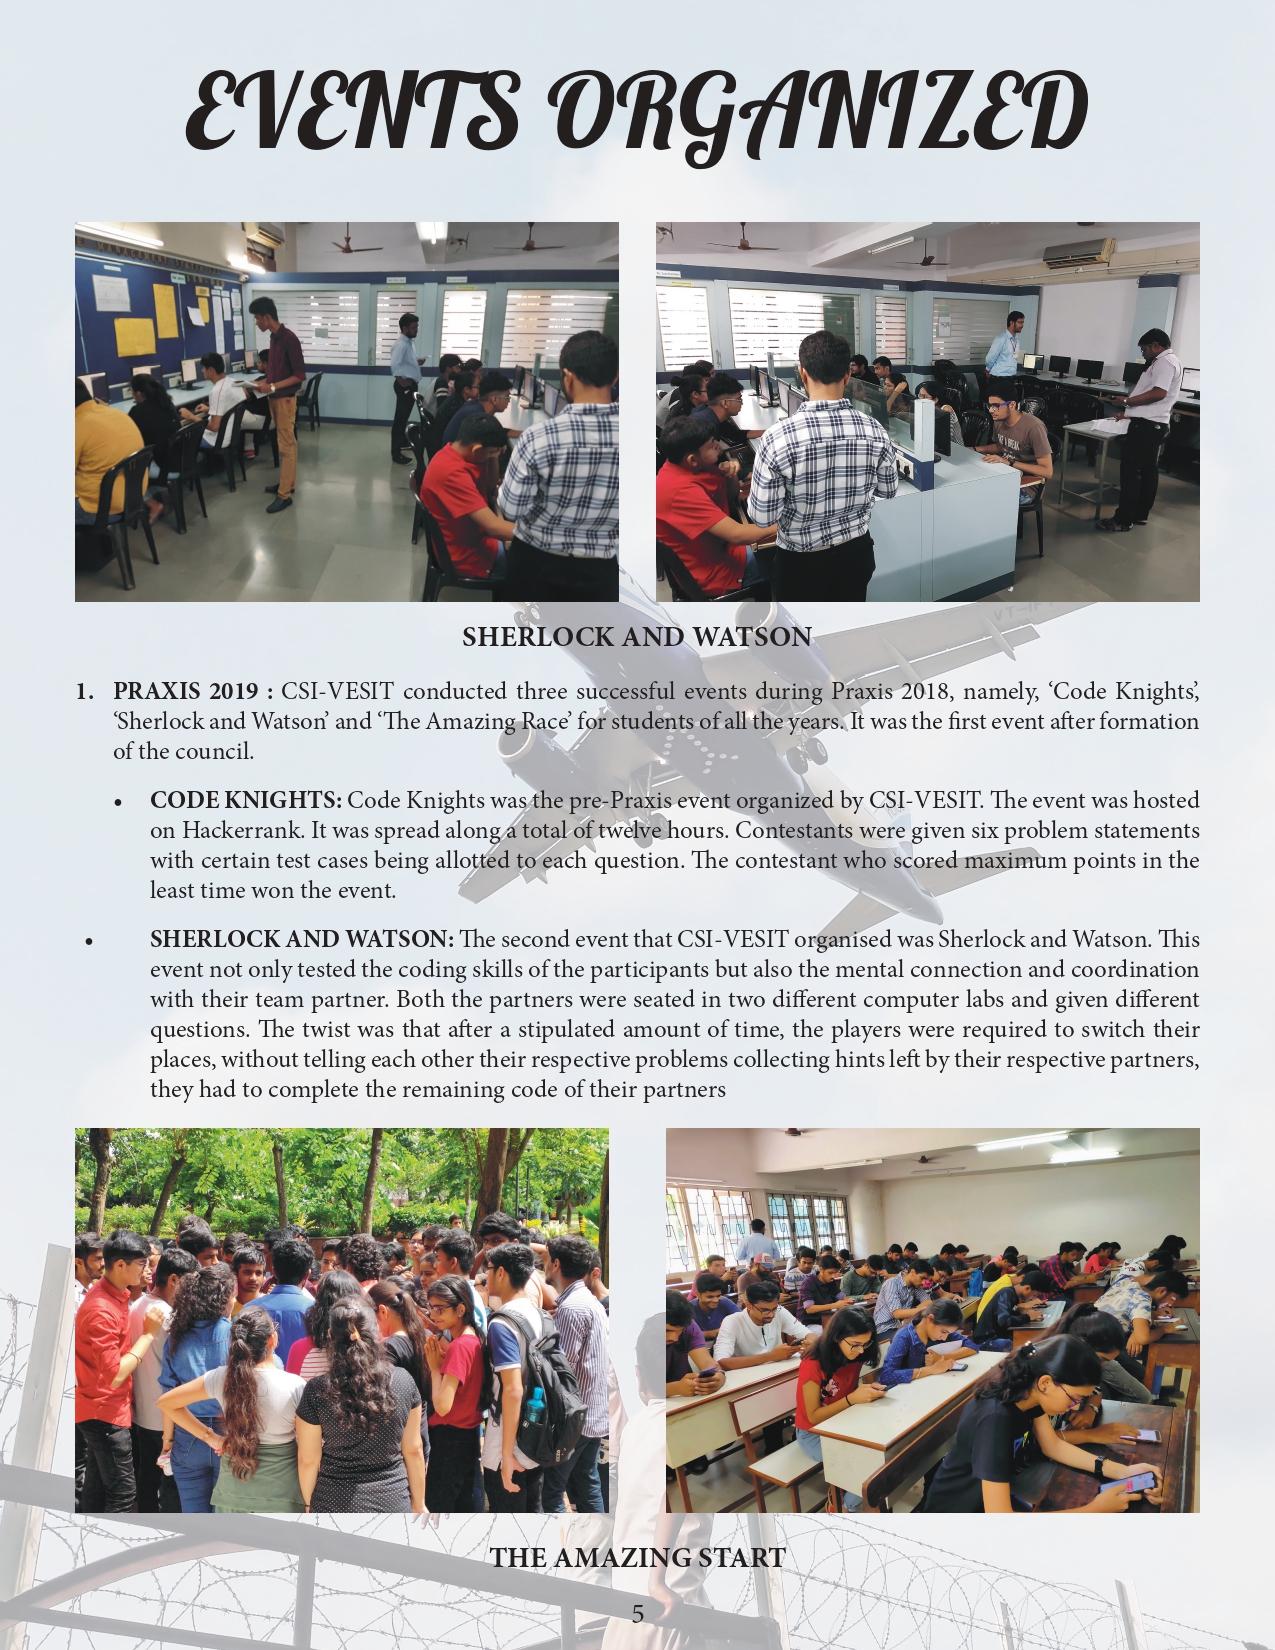 EVENTS ORGANIZED
SHERLOCK AND WATSON
1. PRAXIS 2019 : CSI-VESIT conducted three successful events during Praxis 2018, namely, ‘Code Knights’,
‘Sherlock and Watson’ and ‘The Amazing Race’ for students of all the years. It was the first event after formation
of the council.
• CODE KNIGHTS: Code Knights was the pre-Praxis event organized by CSI-VESIT. The event was hosted
on Hackerrank. It was spread along a total of twelve hours. Contestants were given six problem statements
with certain test cases being allotted to each question. The contestant who scored maximum points in the
least time won the event.
• SHERLOCK AND WATSON: The second event that CSI-VESIT organised was Sherlock and Watson. This
event not only tested the coding skills of the participants but also the mental connection and coordination
with their team partner. Both the partners were seated in two different computer labs and given different
questions. The twist was that after a stipulated amount of time, the players were required to switch their
places, without telling each other their respective problems collecting hints left by their respective partners,
they had to complete the remaining code of their partners
THE AMAZING START
5